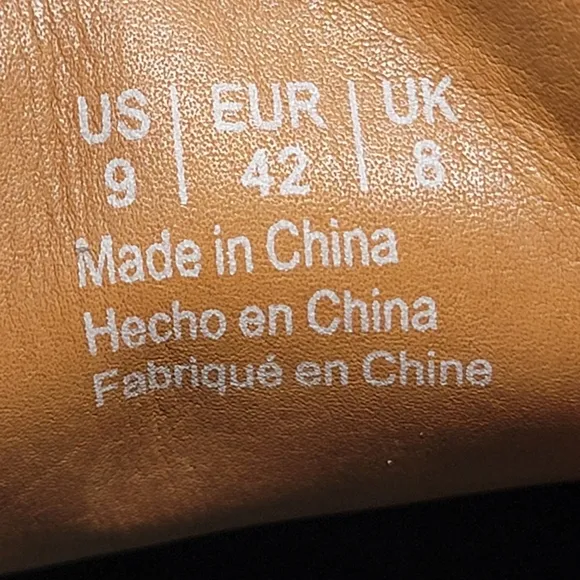 US | EUR | UK
9 | 42 | 8
Made in China
Hecho en China
Fabriqué en Chine